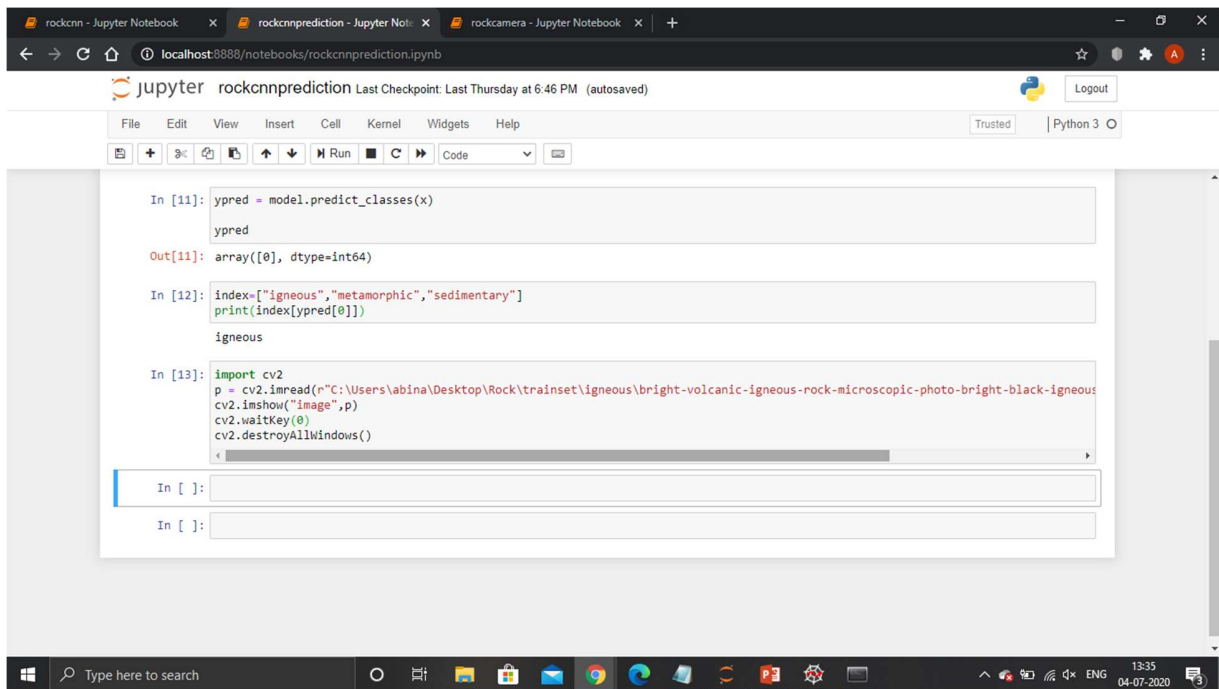 rockcnn - Jupyter Notebook
rockcnnprediction - Jupyter Note
rockcamera - Jupyter Notebook
localhost:8888/notebooks/rockcnnprediction.ipynb
A
jupyter rockcnnprediction Last Checkpoint: Last Thursday at 6:46 PM (autosaved)
Logout
File Edit View Insert Cell Kernel Widgets Help
Trusted
Python 3
Run
Code
In [11]: ypred = model.predict_classes(x)
ypred
Out[11]: array([0], dtype=int64)
In [12]: index=["igneous","metamorphic","sedimentary"]
print(index[ypred[0]])
igneous
In [13]: import cv2
p = cv2.imread(r"C:\Users\abina\Desktop\Rock\trainset\igneous\bright-volcanic-igneous-rock-microscopic-photo-bright-black-igneous
cv2.imshow("image",p)
cv2.waitKey(0)
cv2.destroyAllWindows()
In [ ]:
In [ ]:
Type here to search
ENG
13:35
04-07-2020
3